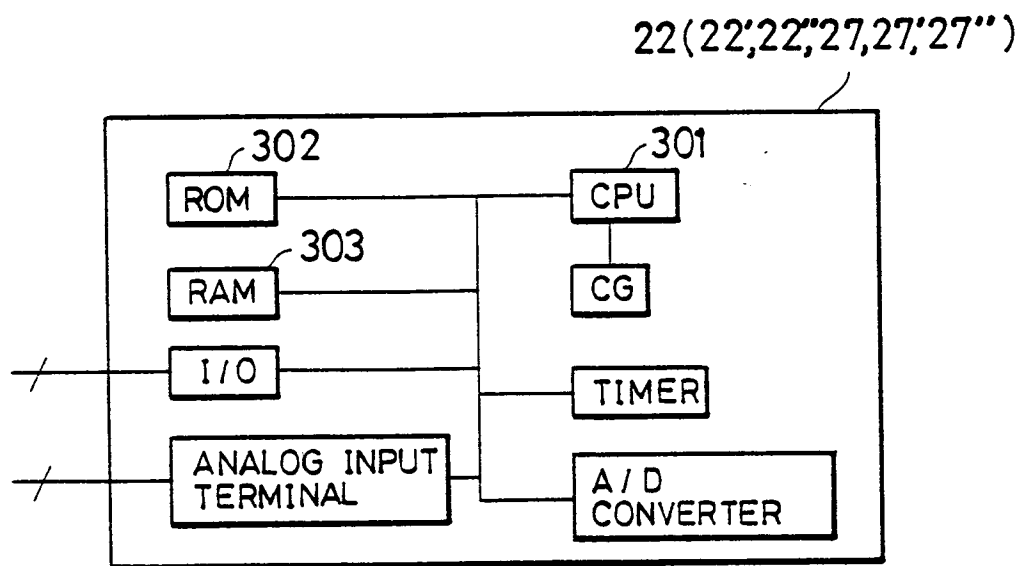 22(22',22",27,27',27")
302
301
ROM
CPU
303
RAM
CG
I/O
TIMER
ANALOG INPUT
TERMINAL
A/D
CONVERTER